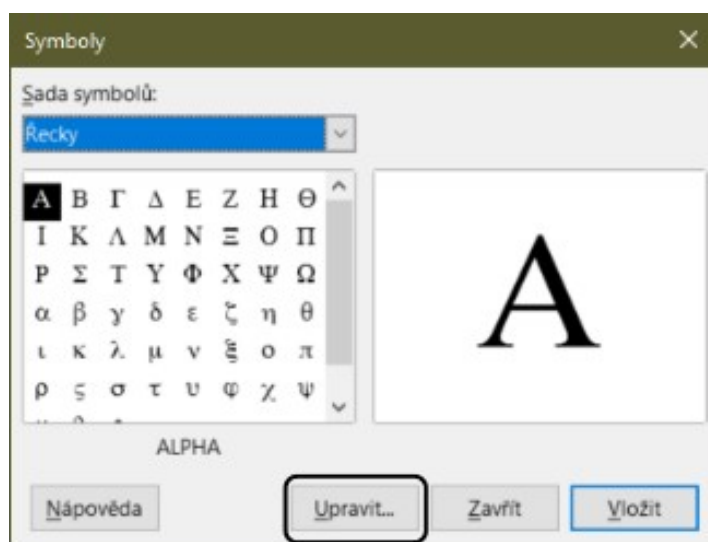 Symboly
Sada symbolů:
Řecky
Α Β Γ Δ Ε Ζ Η Θ
Ι Κ Λ Μ Ν Ξ Ο Π
Ρ Σ Τ Υ Φ Χ Ψ Ω
α β γ δ ε ζ η θ
ι κ λ μ ν ξ ο π
ρ ς σ τ υ φ χ ψ
A
ALPHA
Nápověda
Upravit...
Zavřít
Vložit